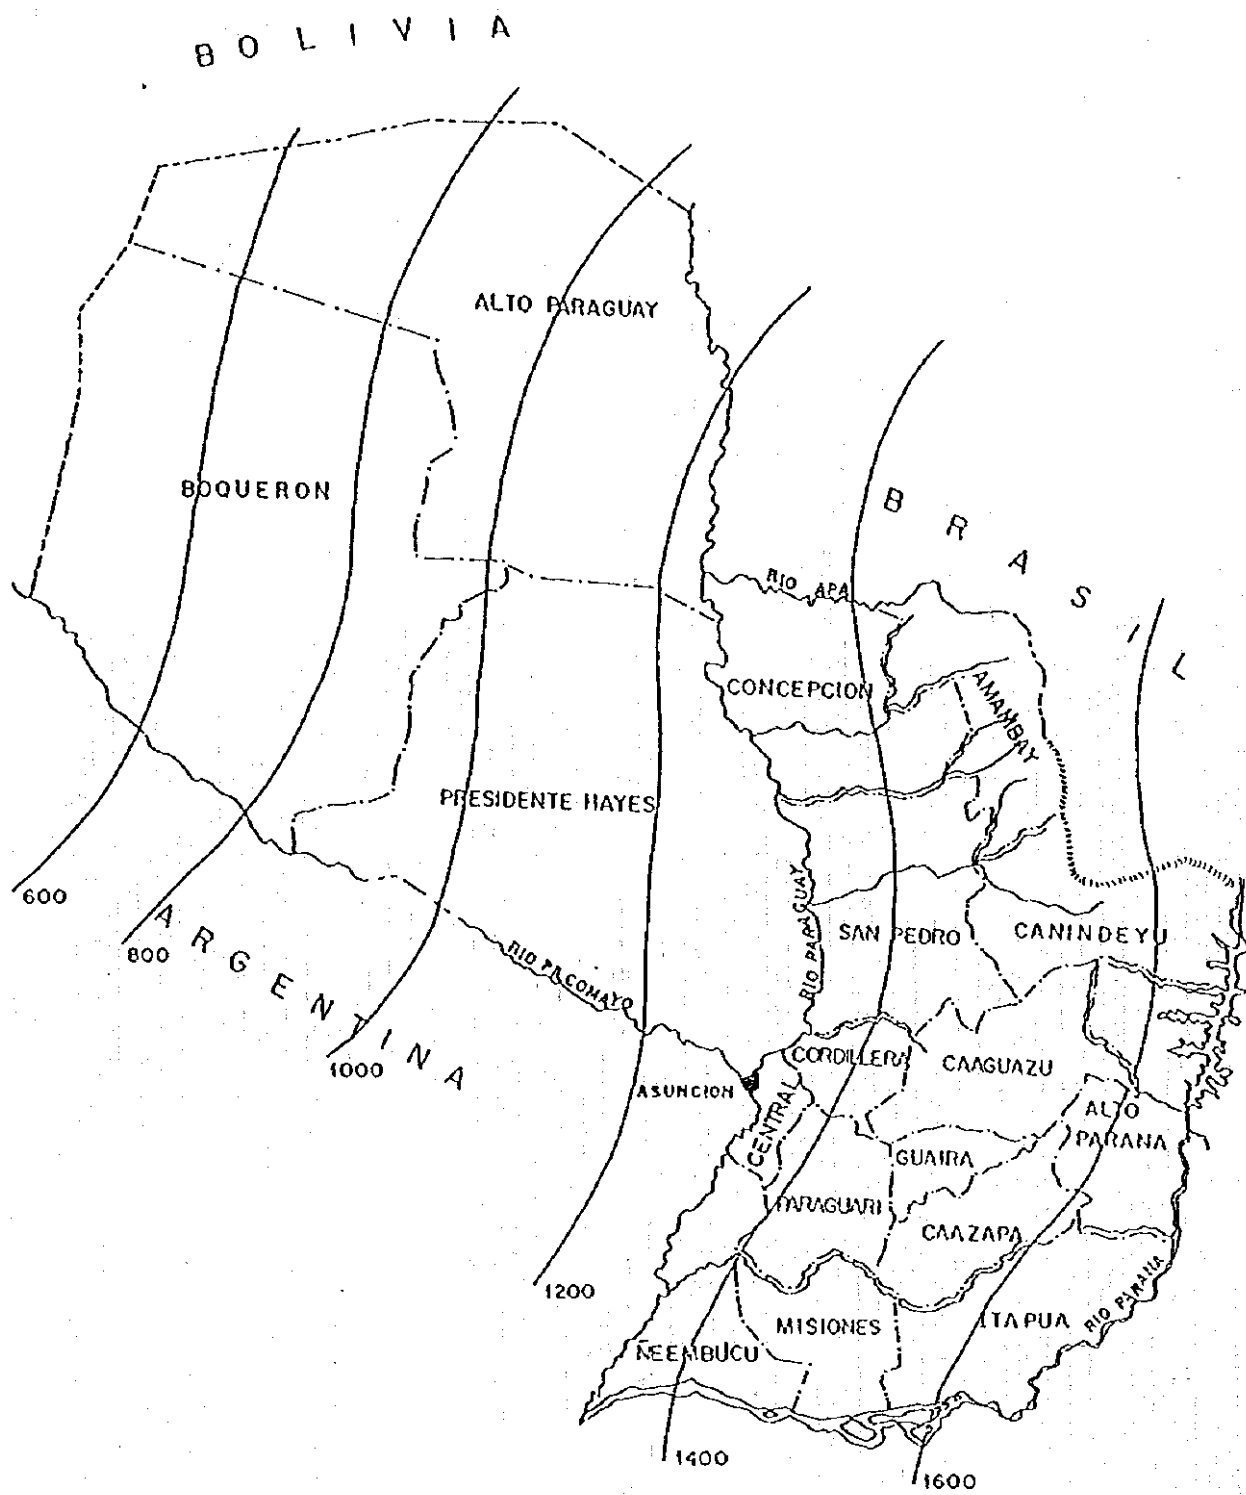 BOLIVIA
ALTO PARAGUAY
BOQUERON
BRASIL
RIO APA
CONCEPCION
AMAMBAY
PRESIDENTE HAYES
RIO PARAGUAY
600
800
ARGENTINA
SAN PEDRO
CANINDEYU
RIO PILCOMAYO
1000
CORDILLERA
CAAGUAZU
ASUNCION
CENTRAL
ALTO
PARANA
GUAIRA
PARAGUARI
CAAZAPA
1200
RIO PARANA
MISIONES
ITAPUA
ÑEEMBUCU
1400
1600